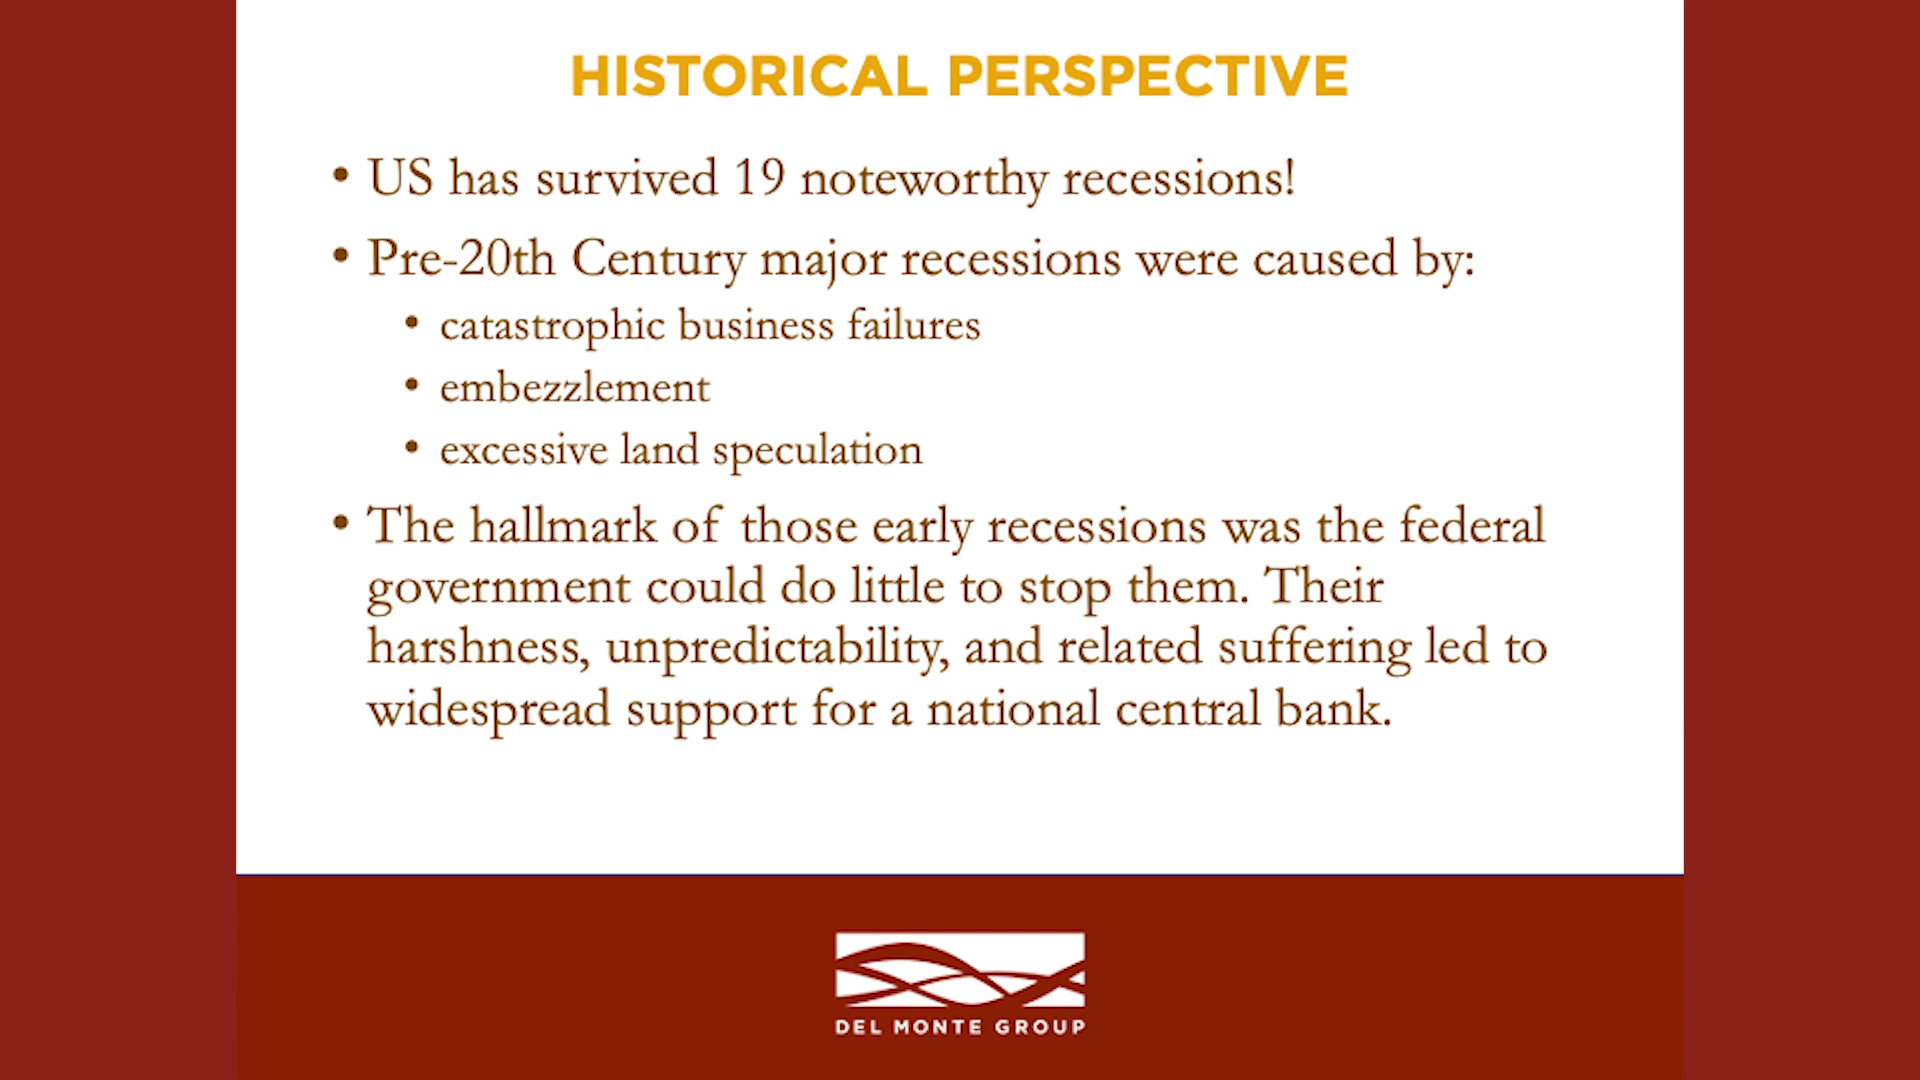 HISTORICAL PERSPECTIVE
• US has survived 19 noteworthy recessions!
• Pre-20th Century major recessions were caused by:
• catastrophic business failures
• embezzlement
• excessive land speculation
• The hallmark of those early recessions was the federal
government could do little to stop them. Their
harshness, unpredictability, and related suffering led to
widespread support for a national central bank.
DEL MONTE GROUP